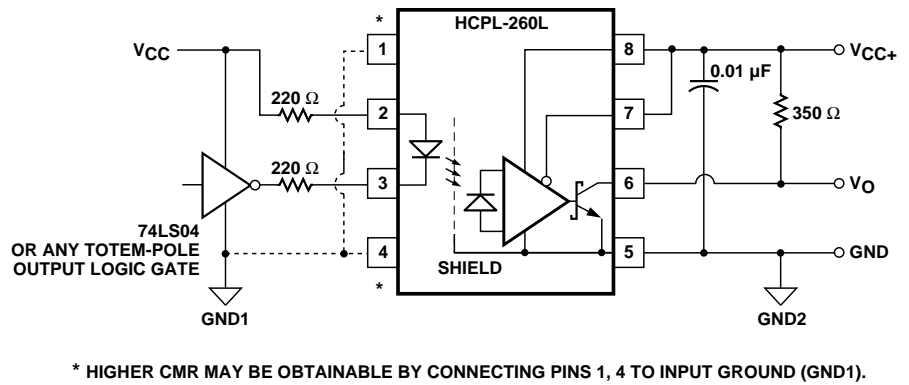 *
HCPL-260L
VCC
1
8
VCC+
0.01 µF
220 Ω
2
7
350 Ω
220 Ω
3
6
VO
74LS04
OR ANY TOTEM-POLE
OUTPUT LOGIC GATE
4
SHIELD
5
GND
*
GND1
GND2
* HIGHER CMR MAY BE OBTAINABLE BY CONNECTING PINS 1, 4 TO INPUT GROUND (GND1).